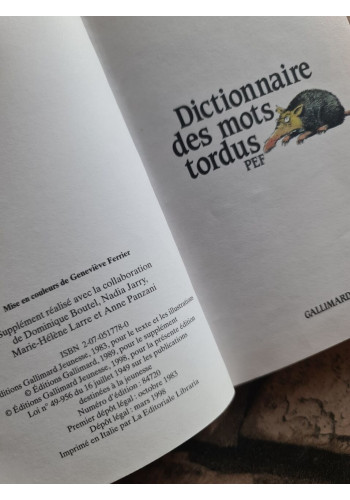 Mise en couleurs de Geneviève Ferrier
Supplément réalisé avec la collaboration
de Dominique Boutel, Nadia Jarry,
Marie-Hélène Larre et Anne Panzani
ISBN 2-07-051778-0
Éditions Gallimard Jeunesse, 1983, pour le texte et les illustrations
© Éditions Gallimard, 1989, pour le supplément
© Éditions Gallimard Jeunesse, 1998, pour la présente édition
Loi n° 49-956 du 16 juillet 1949 sur les publications
destinées à la jeunesse
Numéro d'édition : 84720
Premier dépôt légal : octobre 1983
Dépôt légal : mars 1998
Imprimé en Italie par La Editoriale Libraria
Dictionnaire
des mots
tordus
PEF
GALLIMARD